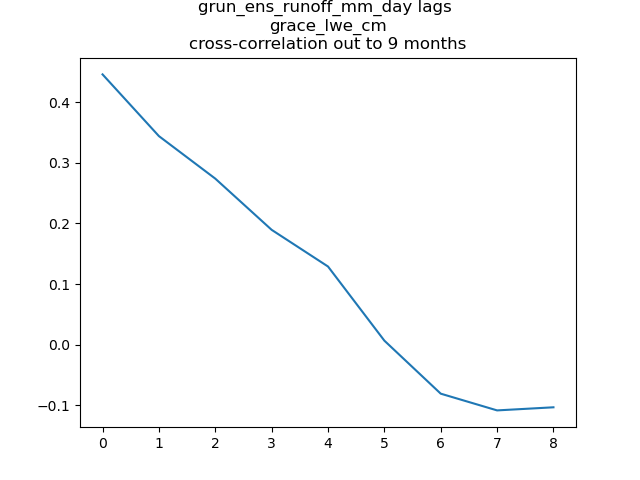 grun_ens_runoff_mm_day lags
grace_lwe_cm
cross-correlation out to 9 months
0.4
0.3
0.2
0.1
0.0
−0.1
0 1 2 3 4 5 6 7 8